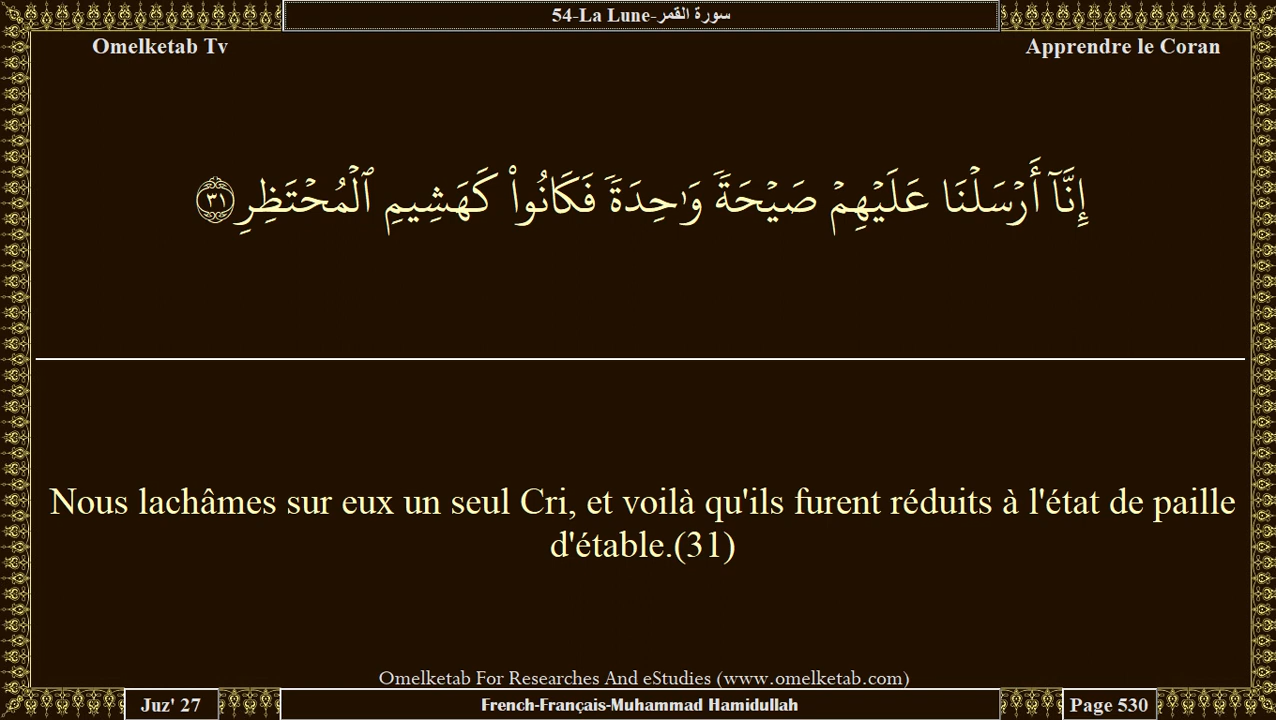 54-La Lune-سورة القمر
Omelketab Tv
Apprendre le Coran
إِنَّآ أَرۡسَلۡنَا عَلَيۡهِمۡ صَيۡحَةٗ وَٰحِدَةٗ فَكَانُواْ كَهَشِيمِ ٱلۡمُحۡتَظِرِ ٣١
Nous lachâmes sur eux un seul Cri, et voilà qu'ils furent réduits à l'état de paille
d'étable.(31)
Omelketab For Researches And eStudies (www.omelketab.com)
Juz' 27
French-Français-Muhammad Hamidullah
Page 530